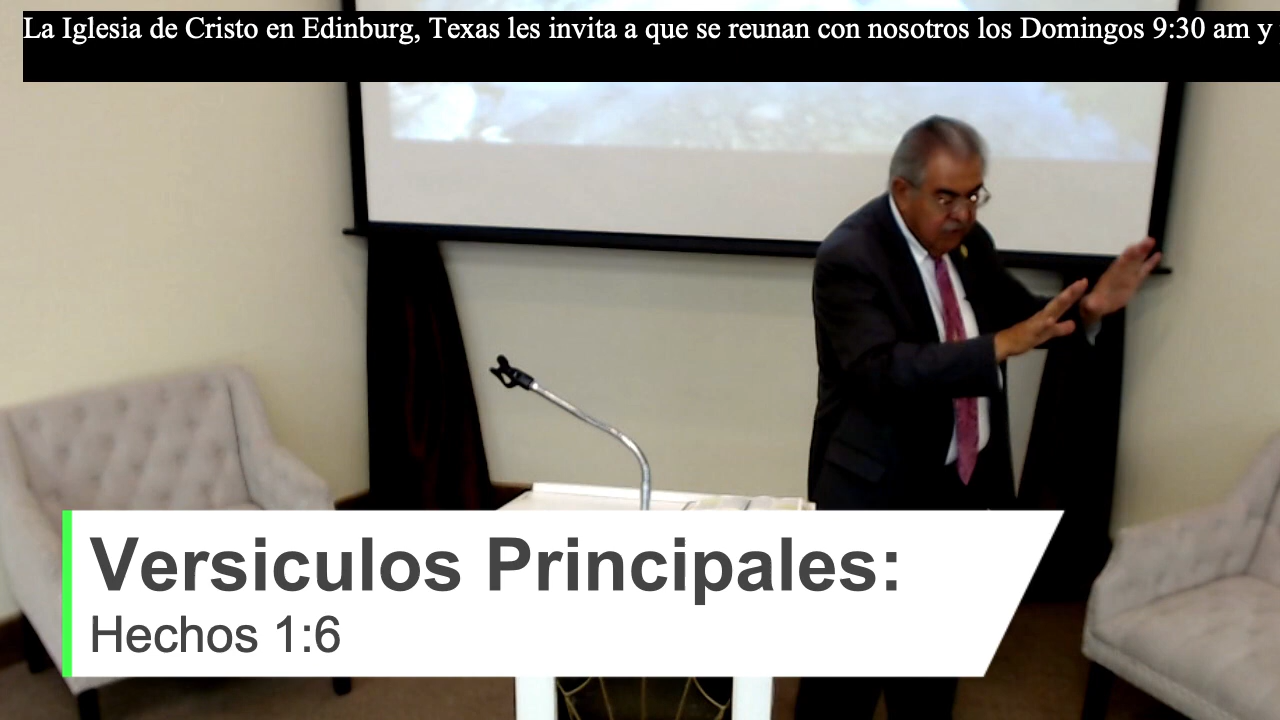 La Iglesia de Cristo en Edinburg, Texas les invita a que se reunan con nosotros los Domingos 9:30 am y
Versiculos Principales:
Hechos 1:6